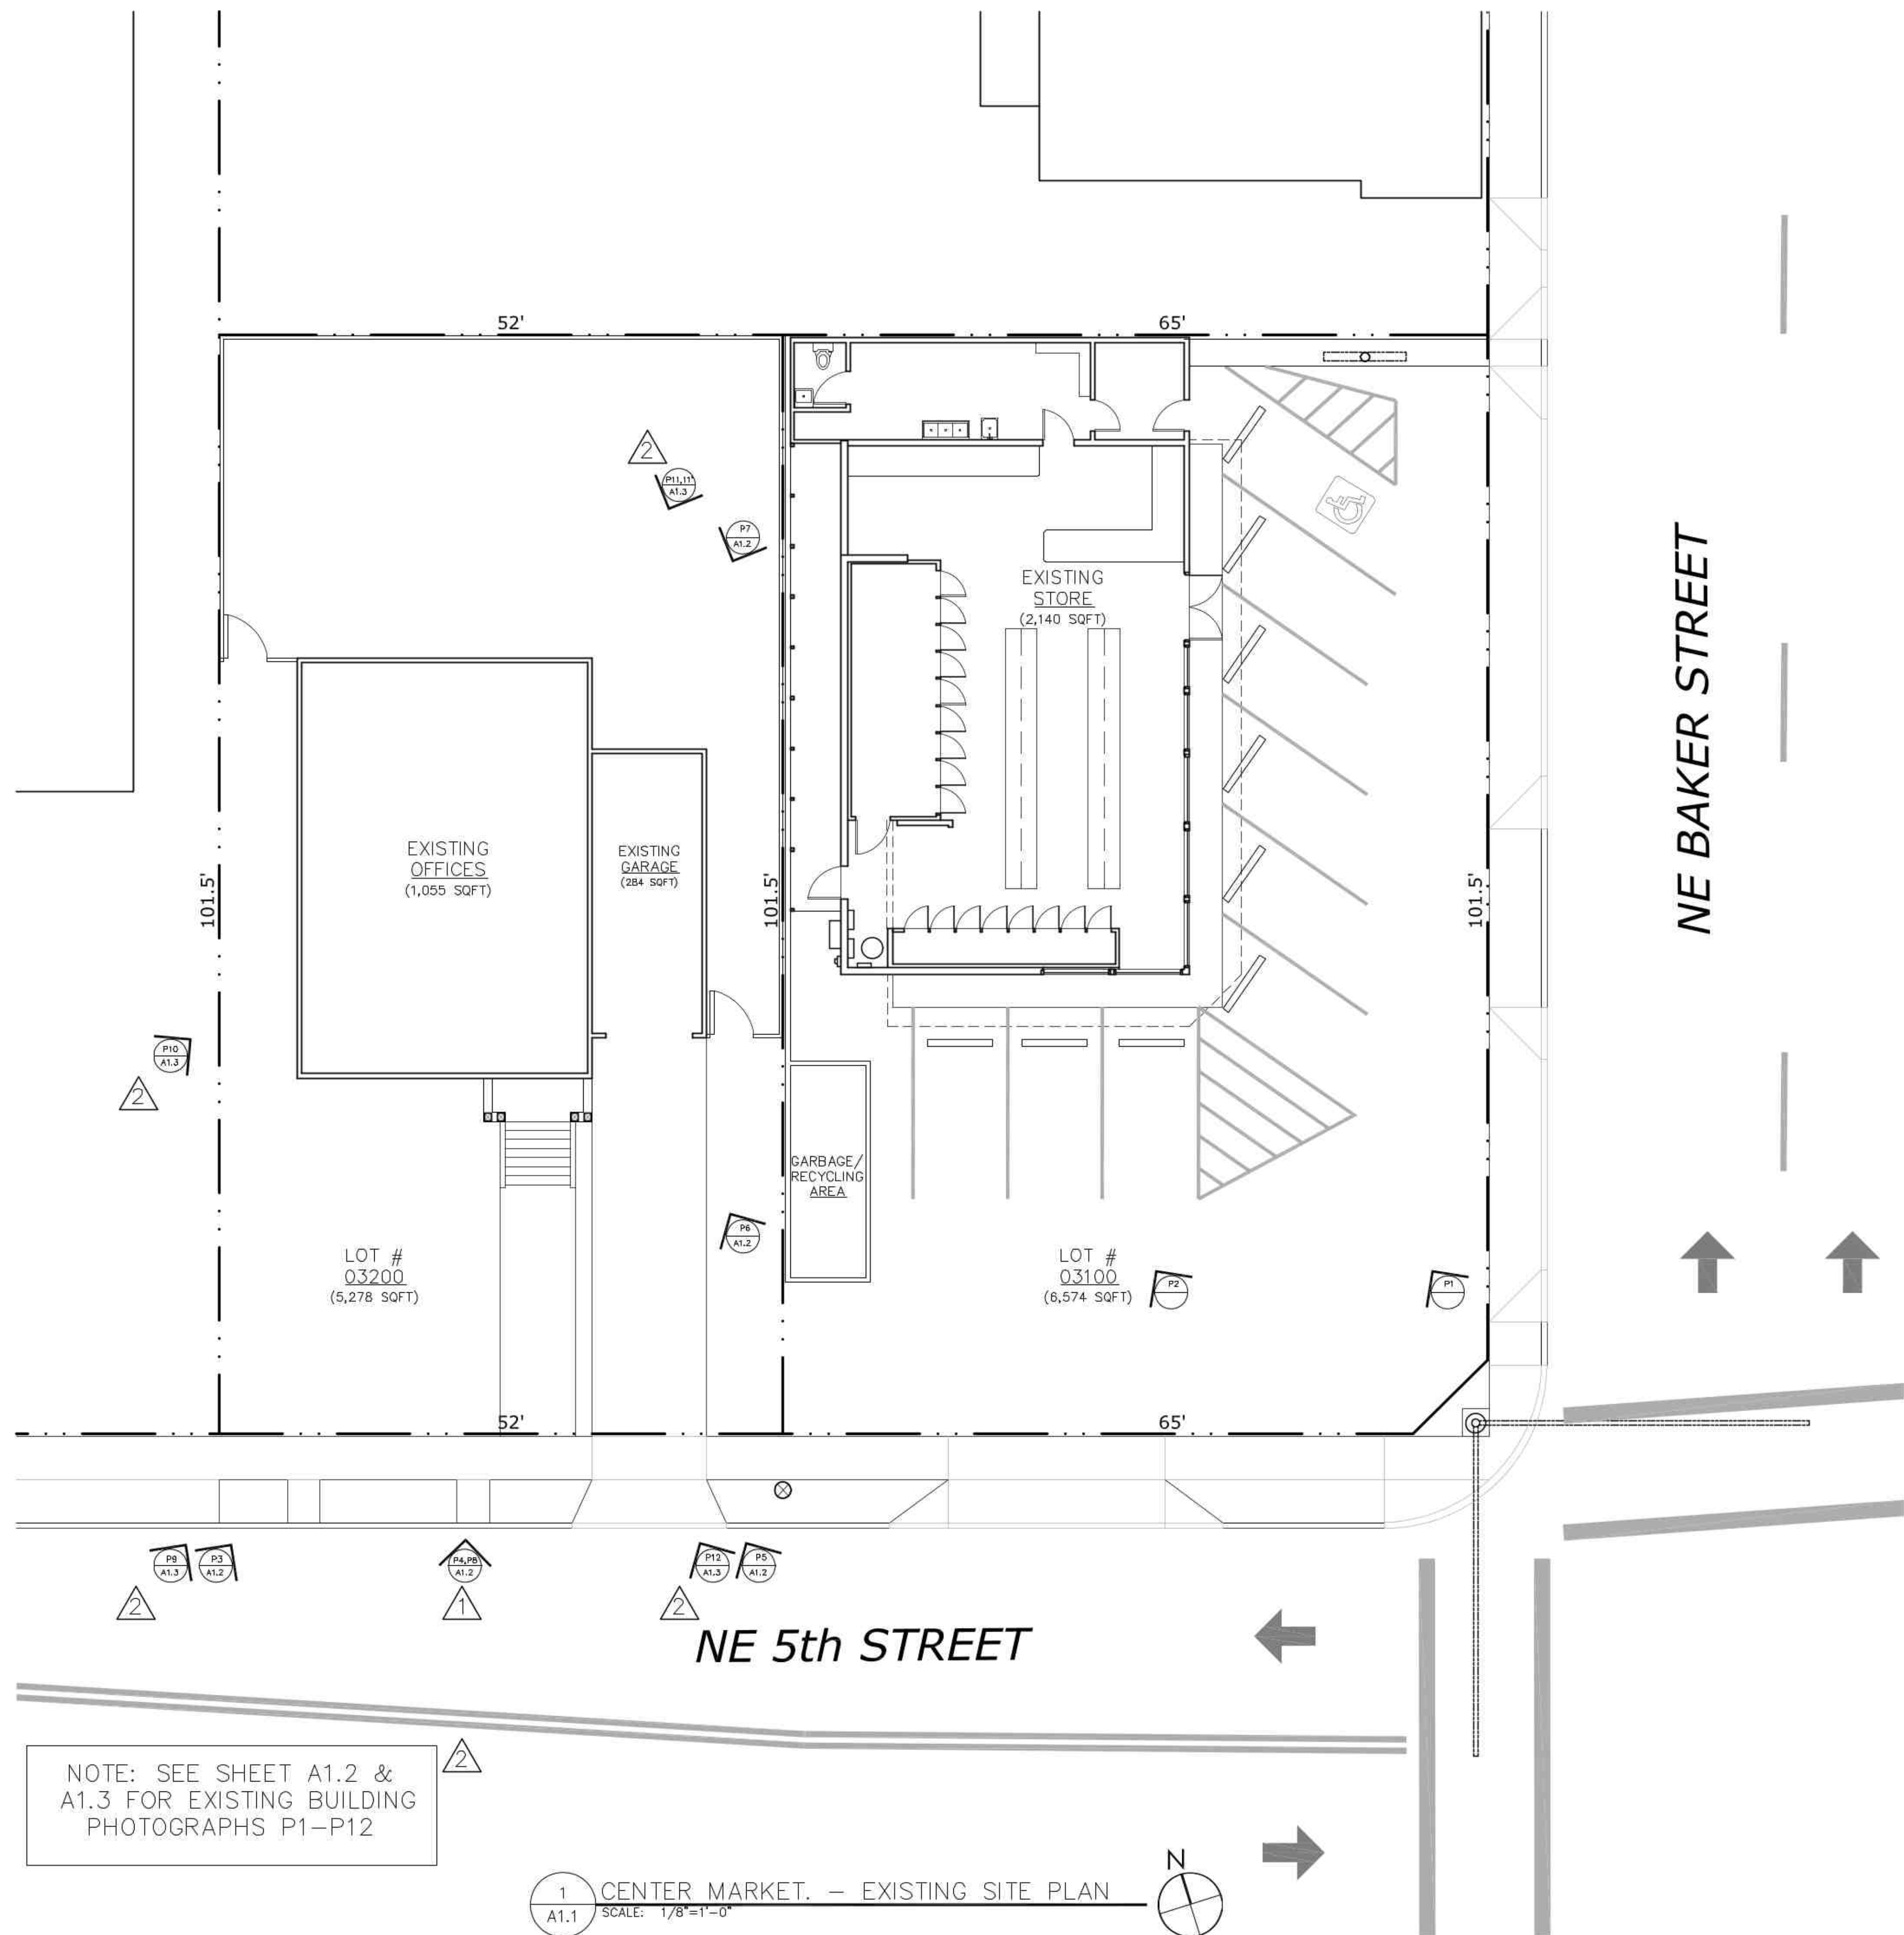 52'
65'
2
P11,11'
A1.3
P7
A1.2
EXISTING
STORE
(2,140 SQFT)
NE BAKER STREET
EXISTING
OFFICES
(1,055 SQFT)
EXISTING
GARAGE
(284 SQFT)
101.5'
101.5'
101.5'
P10
A1.3
2
GARBAGE/
RECYCLING
AREA
P6
A1.2
LOT #
03200
(5,278 SQFT)
LOT #
03100
(6,574 SQFT)
P2
P1
52'
65'
P9
A1.3
P3
A1.2
P4,P8
A1.2
P12
A1.3
P5
A1.2
2
1
2
NE 5th STREET
2
NOTE: SEE SHEET A1.2 &
A1.3 FOR EXISTING BUILDING
PHOTOGRAPHS P1-P12
N
1
A1.1
CENTER MARKET. - EXISTING SITE PLAN
SCALE: 1/8"=1'-0"